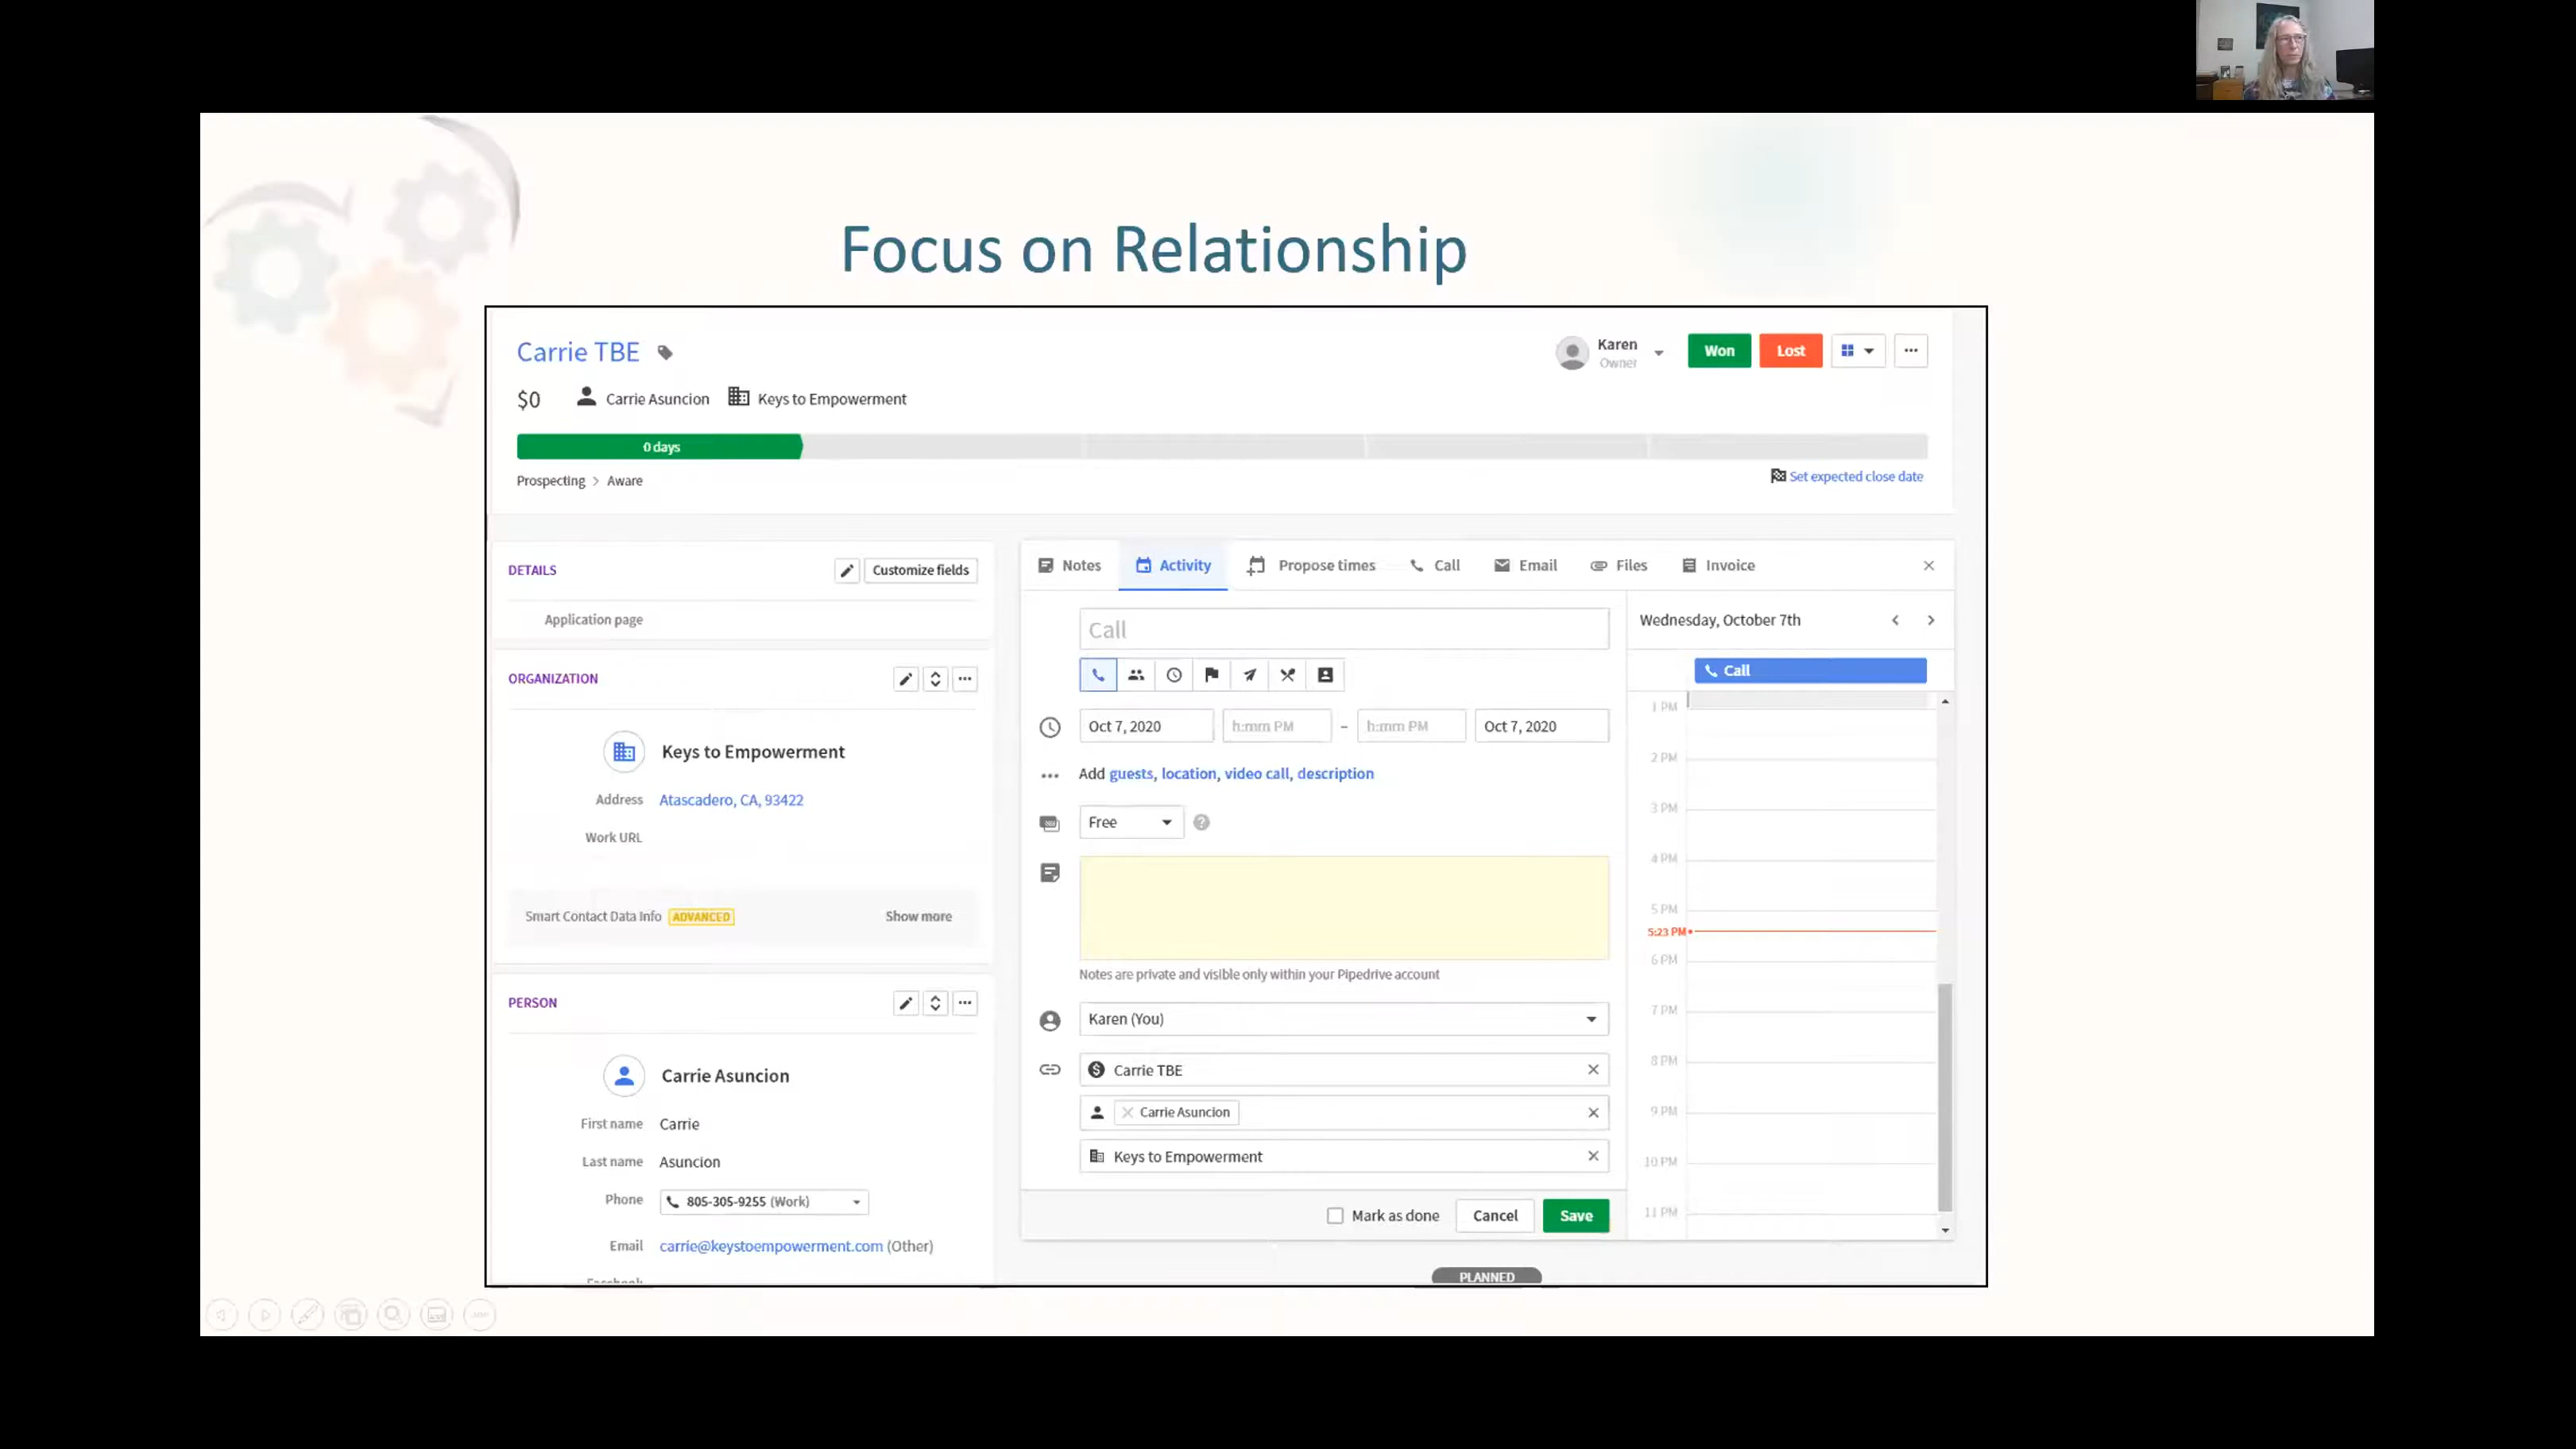 Focus on Relationship
Carrie TBE
Karen
Owner
Won
Lost
$0 Carrie Asuncion Keys to Empowerment
0 days
Prospecting > Aware
Set expected close date
DETAILS
Customize fields
Application page
ORGANIZATION
Keys to Empowerment
Address Atascadero, CA, 93422
Work URL
Smart Contact Data Info ADVANCED Show more
PERSON
Carrie Asuncion
First name Carrie
Last name Asuncion
Phone 805-305-9255 (Work)
Email carrie@keystoempowerment.com (Other)
Notes Activity Propose times Call Email Files Invoice
Call
Oct 7, 2020 h:mm PM – h:mm PM Oct 7, 2020
Add guests, location, video call, description
Free
Notes are private and visible only within your Pipedrive account
Karen (You)
Carrie TBE
Carrie Asuncion
Keys to Empowerment
Mark as done Cancel Save
PLANNED
Wednesday, October 7th
Call
1 PM
2 PM
3 PM
4 PM
5 PM
5:23 PM
6 PM
7 PM
8 PM
9 PM
10 PM
11 PM